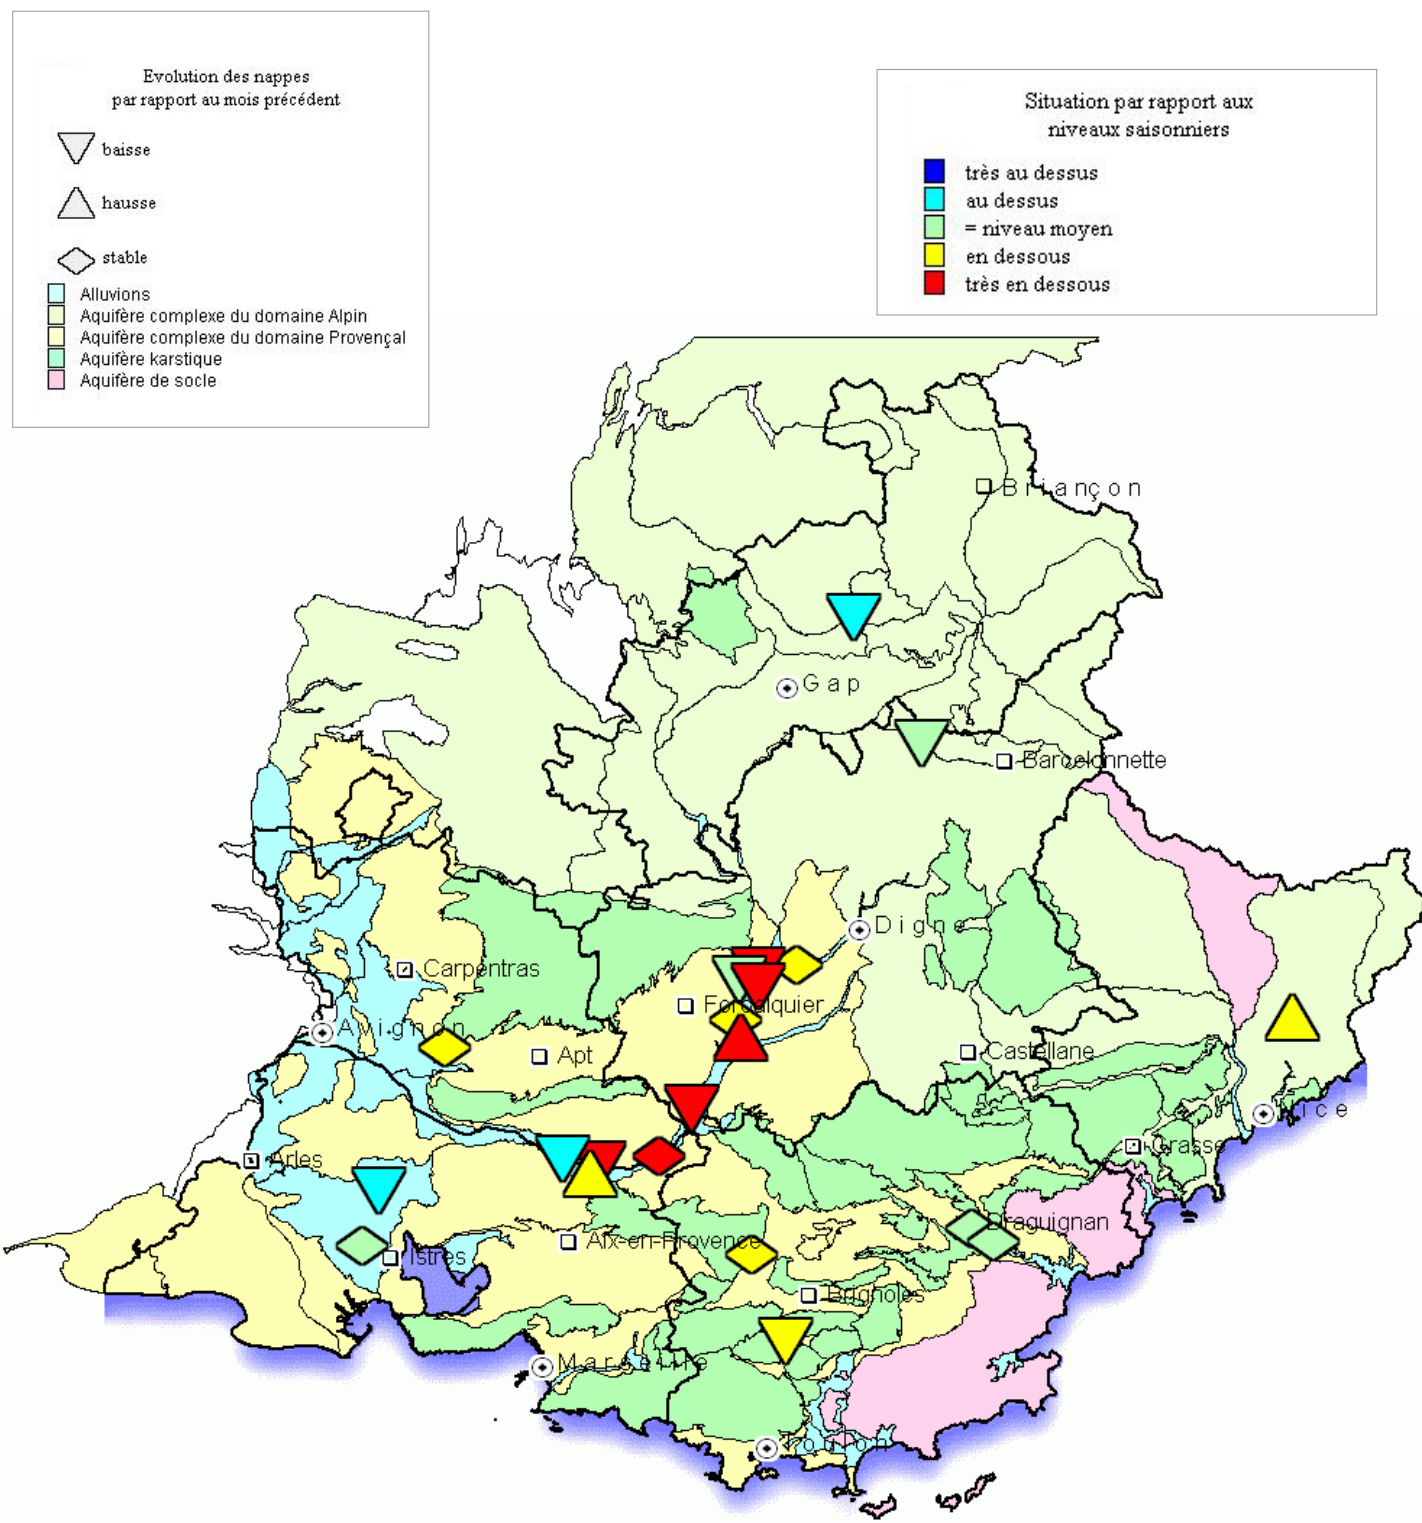 Evolution des nappes
par rapport au mois précédent
baisse
hausse
stable
Alluvions
Aquifère complexe du domaine Alpin
Aquifère complexe du domaine Provençal
Aquifère karstique
Aquifère de socle
Situation par rapport aux
niveaux saisonniers
très au dessus
au dessus
= niveau moyen
en dessous
très en dessous
Briançon
Gap
Barcelonnette
Digne
Carpentras
Forcalquier
Avignon
Apt
Castellane
Nice
Grasse
Arles
Draguignan
Aix-en-Provence
Istres
Brignoles
Marseille
Toulon